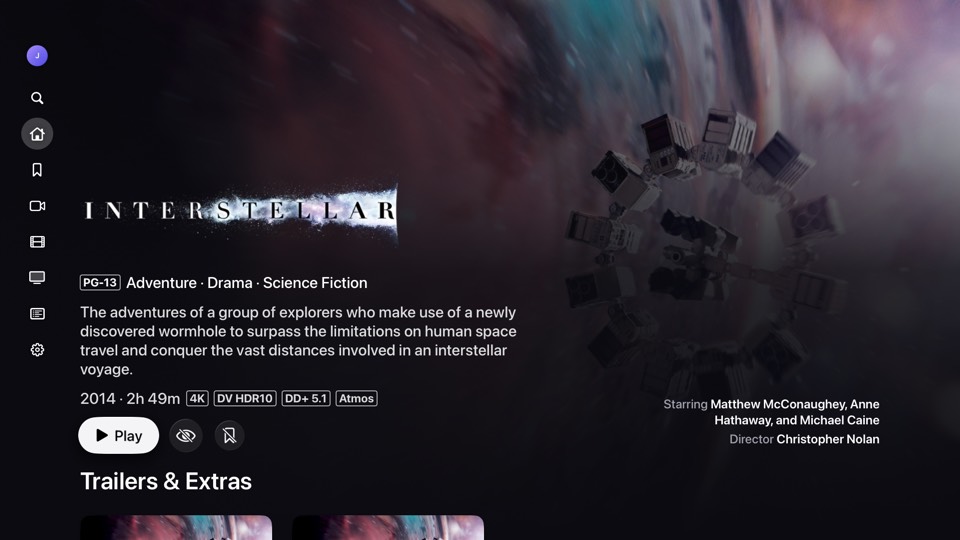 J
INTERSTELLAR
PG-13 Adventure · Drama · Science Fiction
The adventures of a group of explorers who make use of a newly
discovered wormhole to surpass the limitations on human space
travel and conquer the vast distances involved in an interstellar
voyage.
2014 · 2h 49m 4K DV HDR10 DD+ 5.1 Atmos
Starring Matthew McConaughey, Anne
Hathaway, and Michael Caine
Director Christopher Nolan
Play
Trailers & Extras